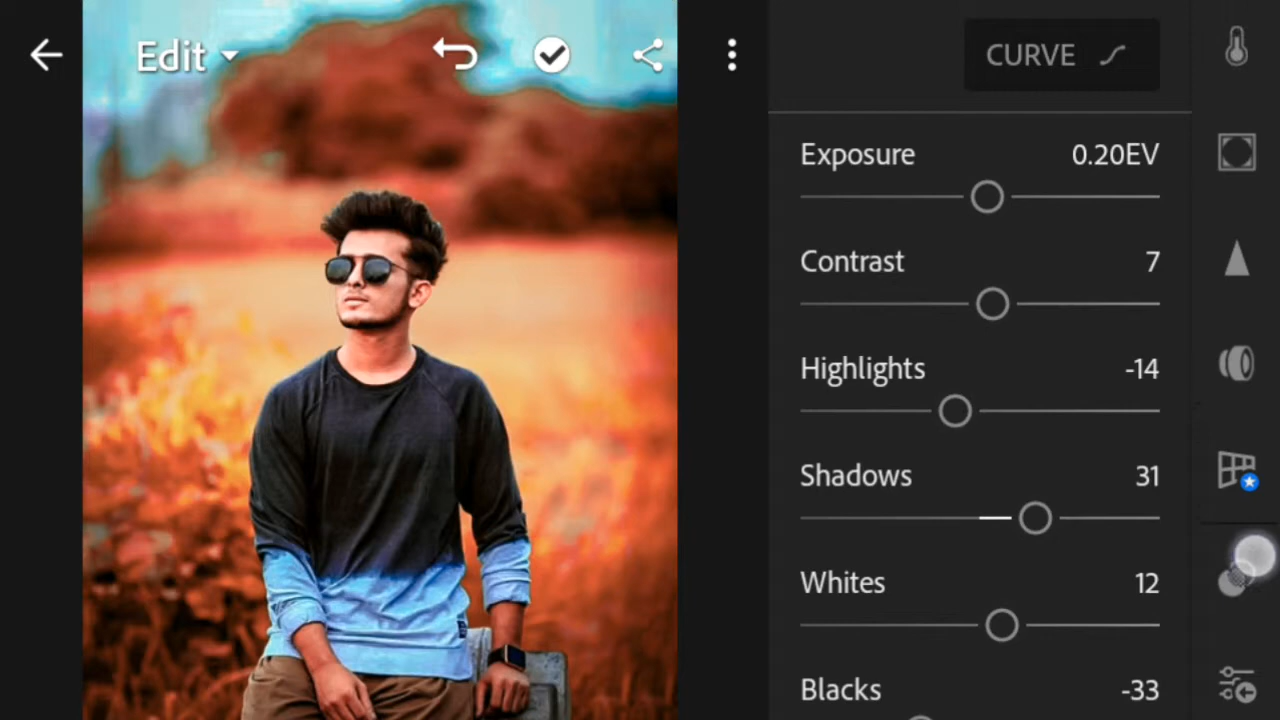 Edit
CURVE
Exposure 0.20EV
Contrast 7
Highlights -14
Shadows 31
Whites 12
Blacks -33